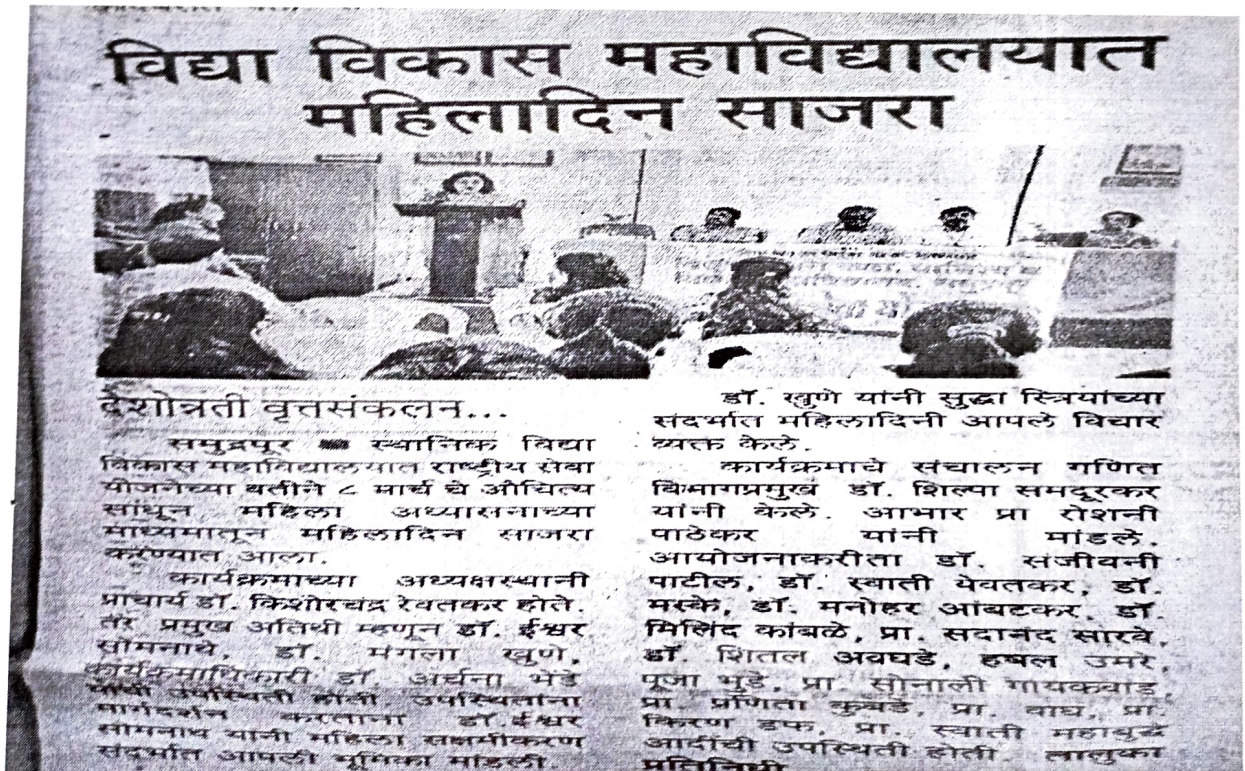 विद्या विकास महाविद्यालयात
महिलादिन साजरा
देशोन्नती वृत्तसंकलन...
समुद्रपूर स्थानिक विद्या
विकास महाविद्यालयात राष्ट्रीय सेवा
योजनेच्या वतीने ८ मार्च चे औचित्य
साधून महिला अध्यासनाच्या
माध्यमातून महिलादिन साजरा
करण्यात आला.
कार्यक्रमाच्या अध्यक्षस्थानी
प्राचार्य डॉ. किशोरचंद्र रेवतकर होते.
तर प्रमुख अतिथी म्हणून डॉ. ईश्वर
सोमनाथे, डॉ. मंगला खुणे,
कार्यक्रमाधिकारी डॉ. अर्चना भेडे
यांची उपस्थिती होती. उपस्थितांना
मार्गदर्शन करताना डॉ.ईश्वर
सोमनाथ यांनी महिला सक्षमीकरण
संदर्भात आपली भूमिका मांडली.
डॉ. खुणे यांनी सुद्धा स्त्रियांच्या
संदर्भात महिलादिनी आपले विचार
व्यक्त केले.
कार्यक्रमाचे संचालन गणित
विभागप्रमुख डॉ. शिल्पा समदूरकर
यांनी केले. आभार प्रा रोशनी
पाठेकर यांनी मांडले.
आयोजनाकरीता डॉ. संजीवनी
पाटील, डॉ. स्वाती येवतकर, डॉ.
मस्के, डॉ. मनोहर आंबटकर, डॉ.
मिलिंद कांबळे, प्रा. सदानंद सारवे,
डॉ. शितल अवघडे, उमरे,
पूजा भुडे, प्रा. सोनाली गायकवाड,
प्रा. प्रणिता कुबडे, प्रा. वाघ, प्रा.
किरण डफ, प्रा. स्वाती महाबुद्धे
आदींची उपस्थिती होती. तालुका
प्रतिनिधी